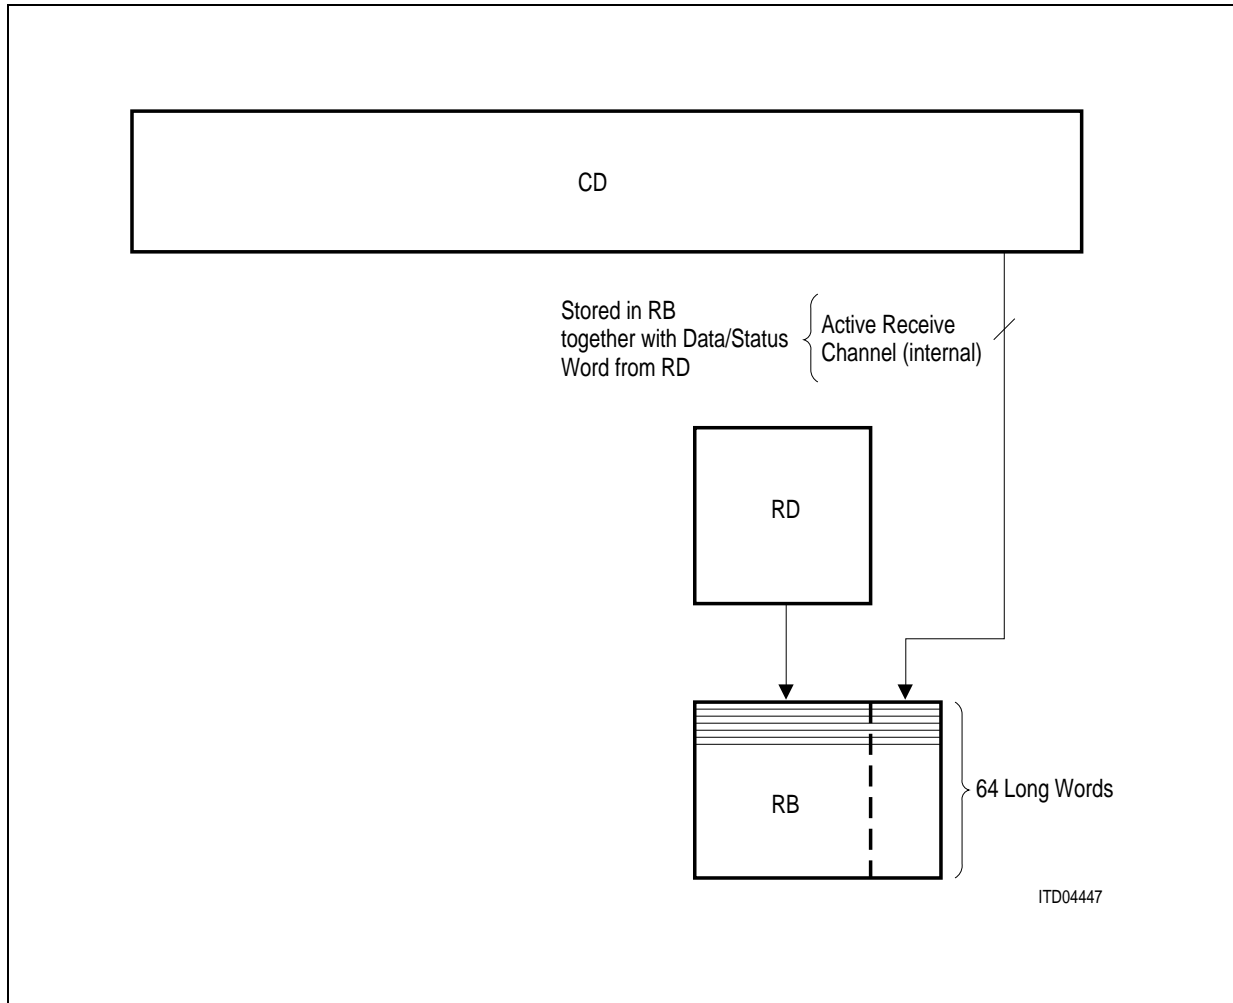 CD
Stored in RB
together with Data/Status
Word from RD
Active Receive
Channel (internal)
RD
RB
64 Long Words
ITD04447